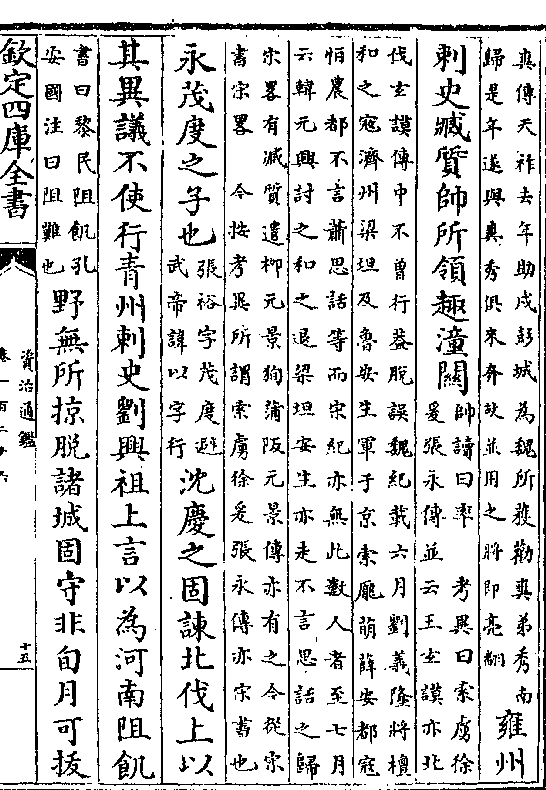 爽傳天祚去年助戍彭城為魏所獲勸爽弟秀南
歸是年遂與爽秀俱來奔故並用之將即亮翻
雍州
刺史臧質帥所領趣潼關
帥讀曰率 考異曰索虜徐
爰張永傳並云王玄謨亦北
伐玄謨傳中不曾行蓋脫誤魏紀載六月劉義隆將檀
和之寇濟州梁坦及魯安生軍于京索龐萌薛安都寇
恒農都不言蕭思話等而宋紀亦無此數人者至七月
云韓元興討之和之退梁坦安生亦走不言思話之歸
宋畧有臧質遣柳元景狥蒲阪元景傳亦有之今從宋
書宋畧 今按考異所謂索虜徐爰張永傳亦宋書也
永茂度之子也
張裕字茂度避
武帝諱以字行
沈慶之固諫北伐上以
其異議不使行青州刺史劉興祖上言以為河南阻飢
書曰黎民阻飢孔
安國注曰阻難也
野無所掠脫諸城固守非旬月可拔
欽定四庫全書
資治通鑑
卷一百二十六
十五